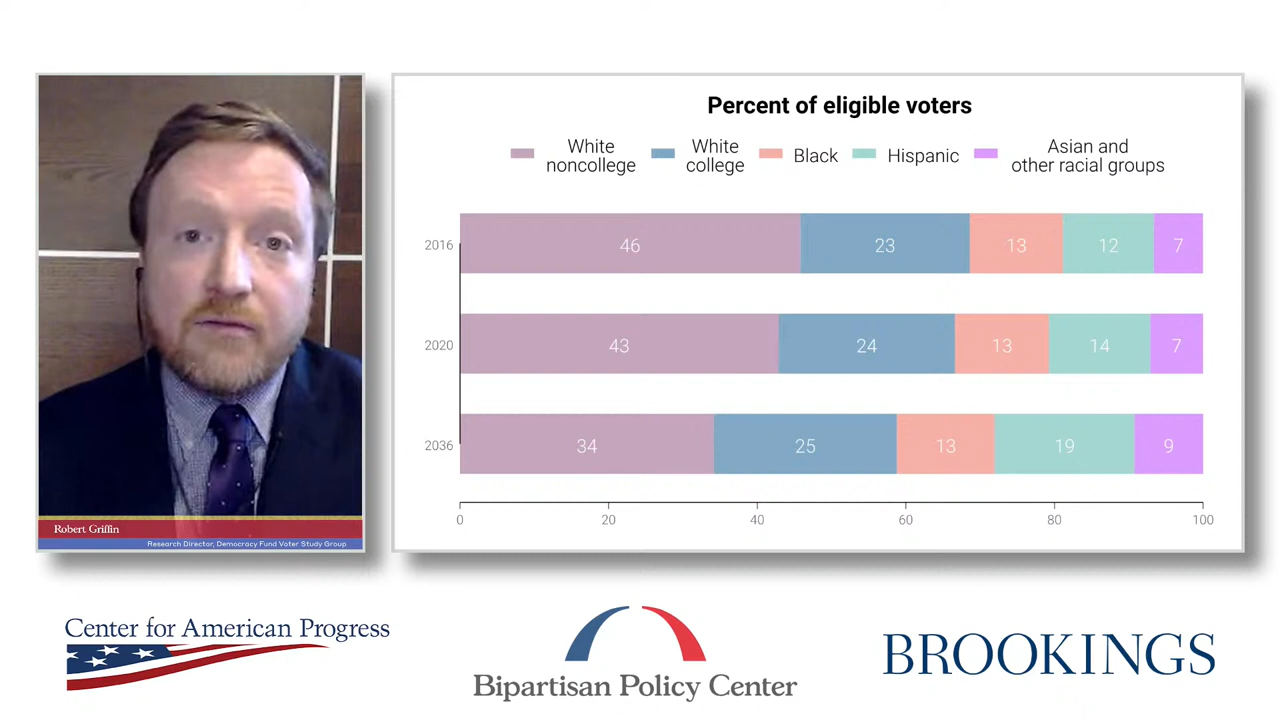 Percent of eligible voters
White
noncollege
White
college
Black
Hispanic
Asian and
other racial groups
2016
46
23
13
12
7
2020
43
24
13
14
7
2036
34
25
13
19
9
0
20
40
60
80
100
Robert Griffin
Research Director, Democracy Fund Voter Study Group
Center for American Progress
Bipartisan Policy Center
BROOKINGS